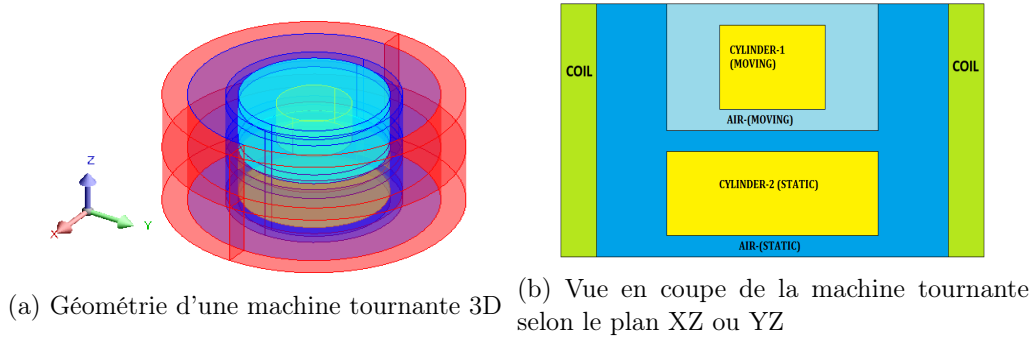 Z
X
Y
COIL
CYLINDER-1
(MOVING)
COIL
AIR-(MOVING)
CYLINDER-2 (STATIC)
AIR-(STATIC)
(a) Géométrie d'une machine tournante 3D
(b) Vue en coupe de la machine tournante
selon le plan XZ ou YZ